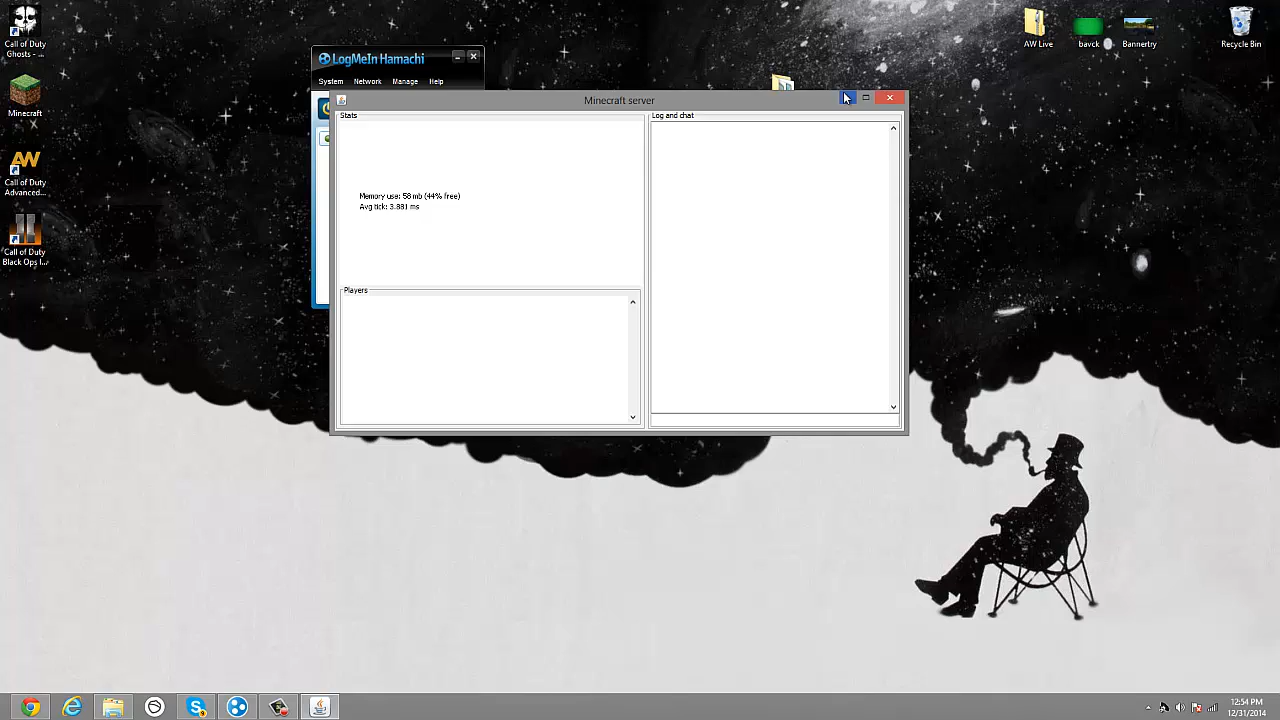 Call of Duty
Ghosts - ...
Minecraft
Call of Duty
Advanced...
Call of Duty
Black Ops I...
LogMeIn Hamachi
System Network Manage Help
AW Live
bavck
Bannertry
Recycle Bin
Minecraft server
Stats
Memory use: 58 mb (44% free)
Avg tick: 3.881 ms
Players
Log and chat
12:54 PM
12/31/2014